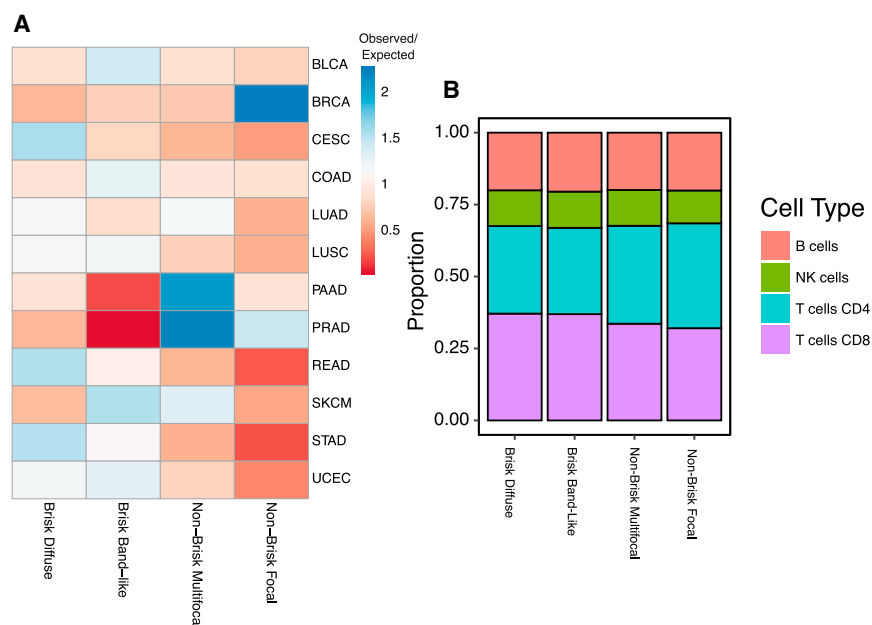 A
Observed/
Expected
2
1.5
1
0.5
BLCA
BRCA
CESC
COAD
LUAD
LUSC
PAAD
PRAD
READ
SKCM
STAD
UCEC
Brisk Diffuse
Brisk Band-like
Non-Brisk Multifoca
Non-Brisk Focal
B
Proportion
1.00
0.75
0.50
0.25
0.00
Brisk Diffuse
Brisk Band-Like
Non-Brisk Multifocal
Non-Brisk Focal
Cell Type
B cells
NK cells
T cells CD4
T cells CD8